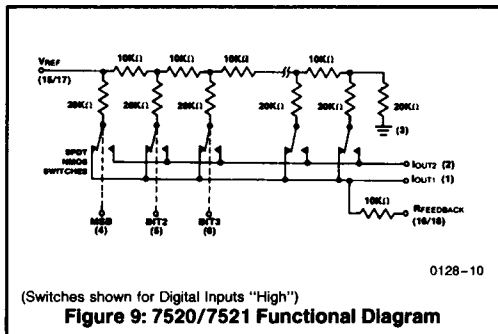 10KΩ 10KΩ 10KΩ 10KΩ
VREF
(15/17)
20KΩ 20KΩ 20KΩ 20KΩ 20KΩ 20KΩ
(3)
SPDT
NMOS
SWITCHES
IOUT2 (2)
IOUT1 (1)
10KΩ
RFEEDBACK
(16/18)
MSB BIT2 BIT3
(4) (5) (6)
0128-10
(Switches shown for Digital Inputs "High")
Figure 9: 7520/7521 Functional Diagram